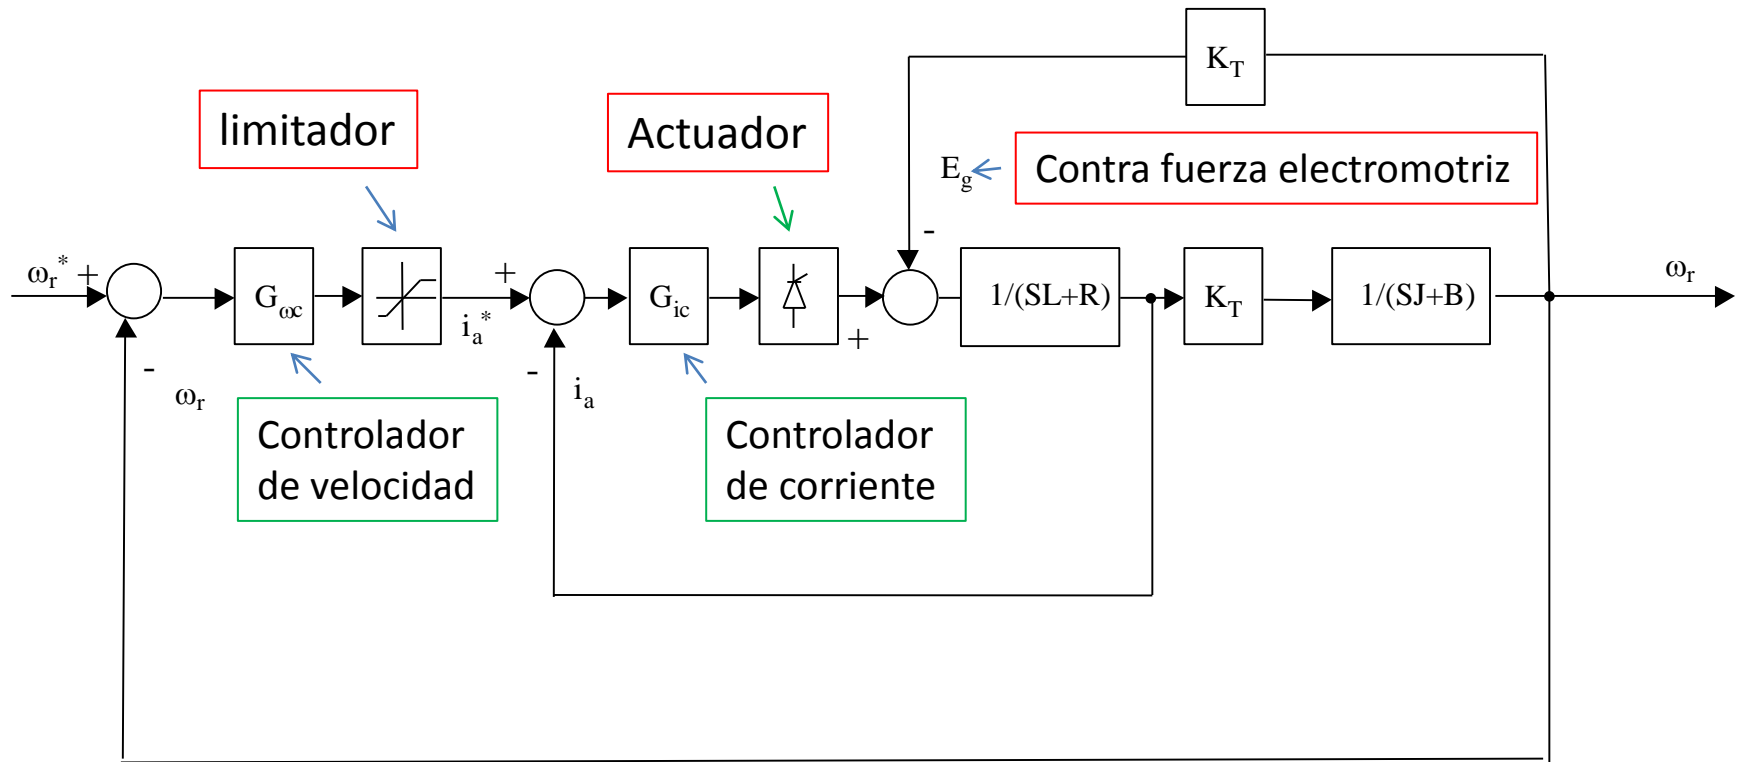 K_T
limitador
Actuador
E_g
Contra fuerza electromotriz
-
ω_r* +
G_ωc
i_a*
+
G_ic
+
1/(SL+R)
K_T
1/(SJ+B)
ω_r
-
ω_r
-
i_a
Controlador
de velocidad
Controlador
de corriente